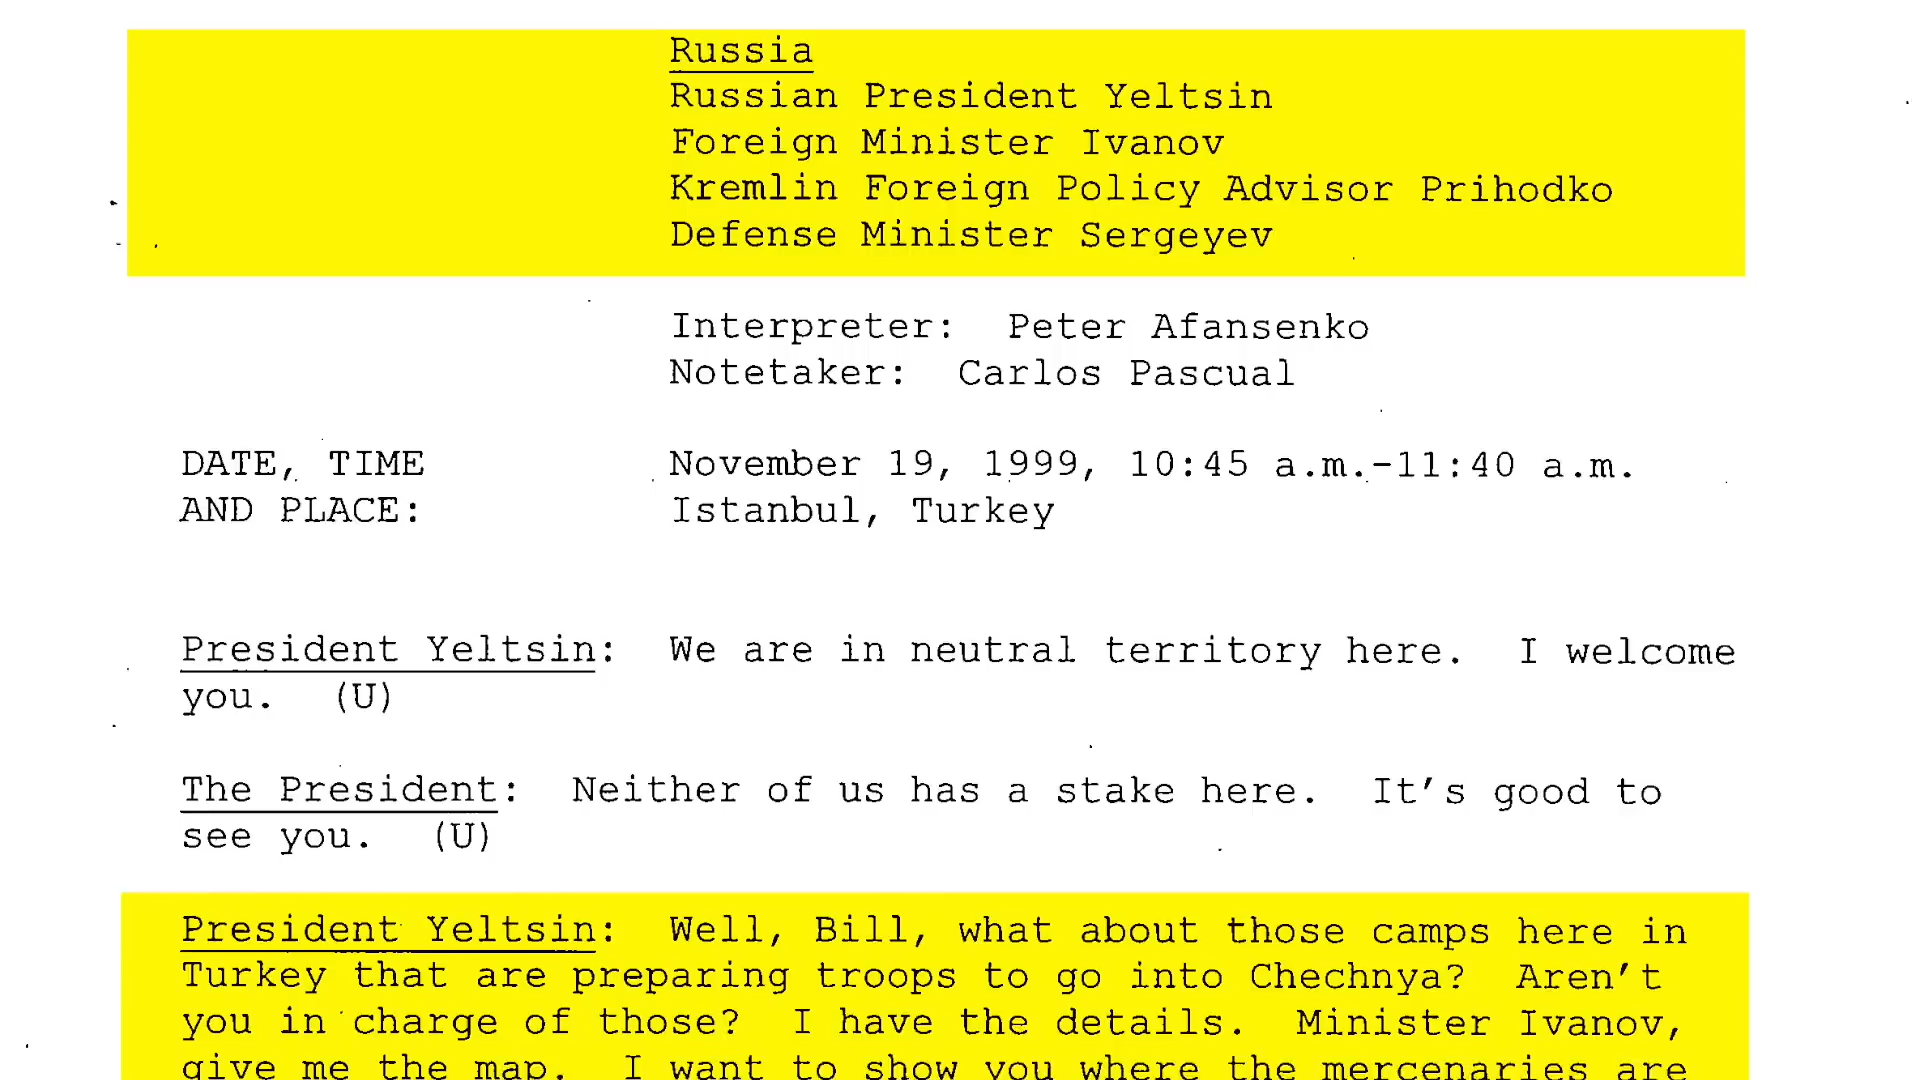 Russia
Russian President Yeltsin
Foreign Minister Ivanov
Kremlin Foreign Policy Advisor Prihodko
Defense Minister Sergeyev
Interpreter: Peter Afansenko
Notetaker: Carlos Pascual
DATE, TIME November 19, 1999, 10:45 a.m.-11:40 a.m.
AND PLACE: Istanbul, Turkey
President Yeltsin: We are in neutral territory here. I welcome
you. (U)
The President: Neither of us has a stake here. It's good to
see you. (U)
President Yeltsin: Well, Bill, what about those camps here in
Turkey that are preparing troops to go into Chechnya? Aren't
you in charge of those? I have the details. Minister Ivanov,
give me the map. I want to show you where the mercenaries are